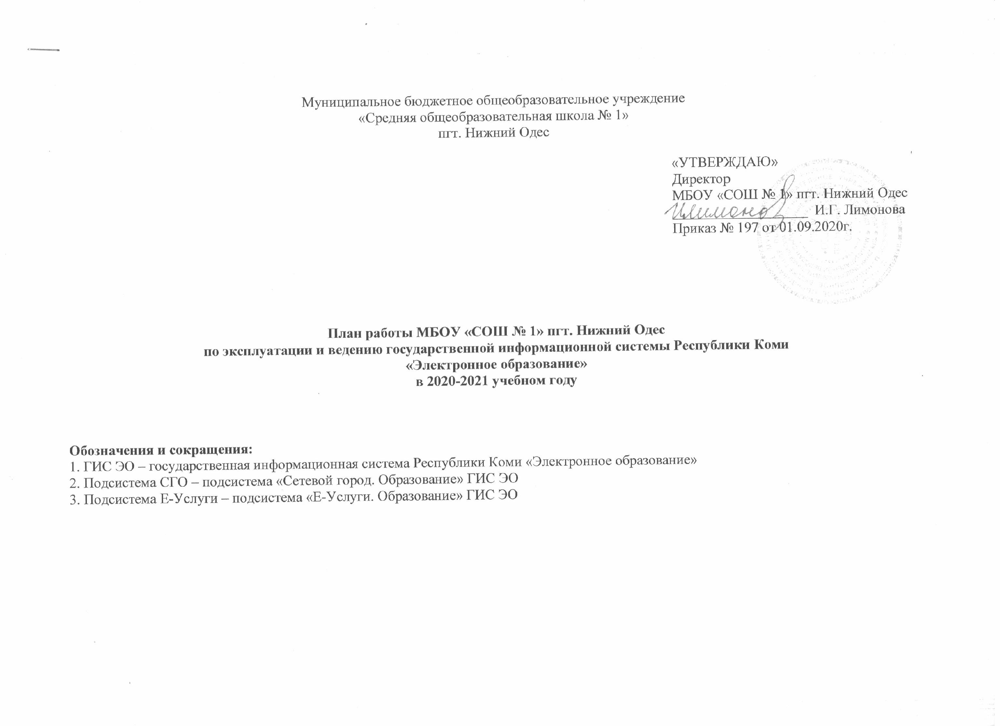 Муниципальное бюджетное общеобразовательное учреждение
«Средняя общеобразовательная школа № 1»
пгт. Нижний Одес
«УТВЕРЖДАЮ»
Директор
МБОУ «СОШ № 1» пгт. Нижний Одес
И.Г. Лимонова
Приказ № 197 от 01.09.2020г.
План работы МБОУ «СОШ № 1» пгт. Нижний Одес
по эксплуатации и ведению государственной информационной системы Республики Коми
«Электронное образование»
в 2020-2021 учебном году
Обозначения и сокращения:
1. ГИС ЭО – государственная информационная система Республики Коми «Электронное образование»
2. Подсистема СГО – подсистема «Сетевой город. Образование» ГИС ЭО
3. Подсистема Е-Услуги – подсистема «Е-Услуги. Образование» ГИС ЭО